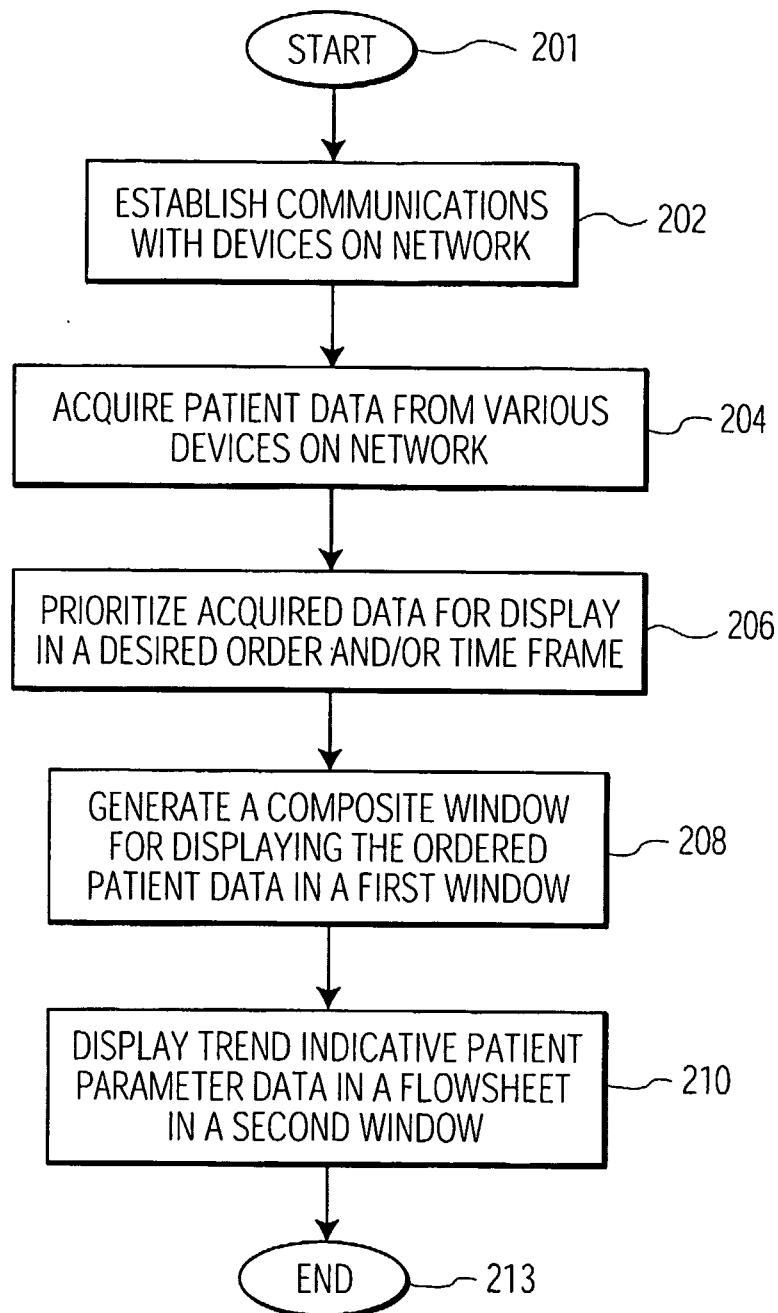 START
201
ESTABLISH COMMUNICATIONS
WITH DEVICES ON NETWORK
202
ACQUIRE PATIENT DATA FROM VARIOUS
DEVICES ON NETWORK
204
PRIORITIZE ACQUIRED DATA FOR DISPLAY
IN A DESIRED ORDER AND/OR TIME FRAME
206
GENERATE A COMPOSITE WINDOW
FOR DISPLAYING THE ORDERED
PATIENT DATA IN A FIRST WINDOW
208
DISPLAY TREND INDICATIVE PATIENT
PARAMETER DATA IN A FLOWSHEET
IN A SECOND WINDOW
210
END
213